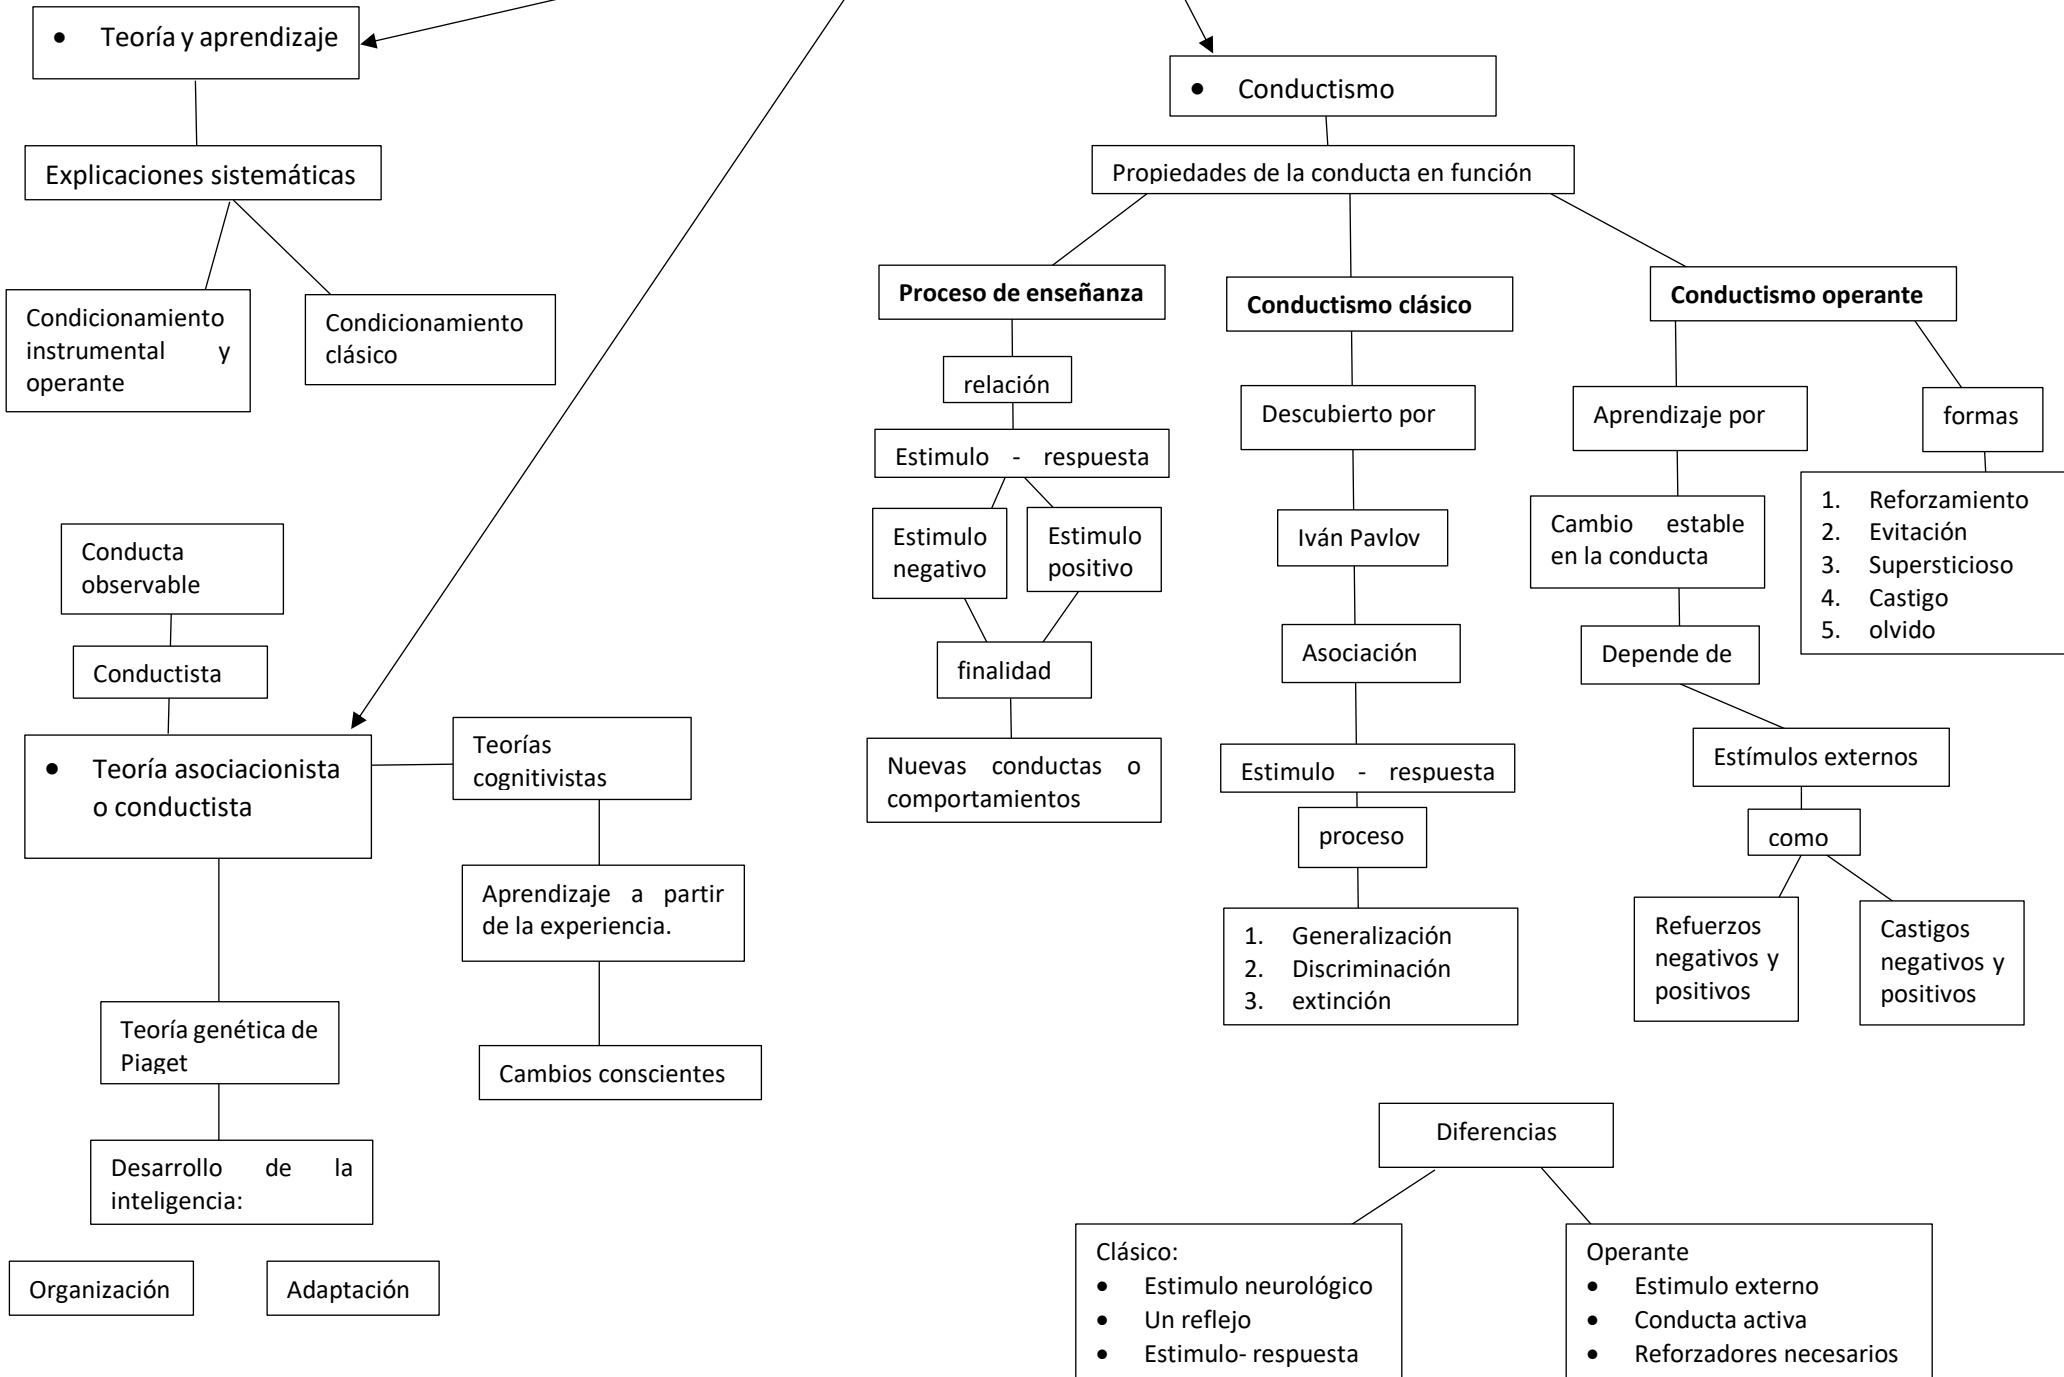 • Teoría y aprendizaje
Explicaciones sistemáticas
Condicionamiento
instrumental y
operante
Condicionamiento
clásico
Conducta
observable
Conductista
• Teoría asociacionista
o conductista
Teorías
cognitivistas
Aprendizaje a partir
de la experiencia.
Cambios conscientes
Teoría genética de
Piaget
Desarrollo de la
inteligencia:
Organización
Adaptación
• Conductismo
Propiedades de la conducta en función
Proceso de enseñanza
relación
Estimulo - respuesta
Estimulo
negativo
Estimulo
positivo
finalidad
Nuevas conductas o
comportamientos
Conductismo clásico
Descubierto por
Iván Pavlov
Asociación
Estimulo - respuesta
proceso
1. Generalización
2. Discriminación
3. extinción
Conductismo operante
Aprendizaje por
Cambio estable
en la conducta
Depende de
Estímulos externos
como
Refuerzos
negativos y
positivos
Castigos
negativos y
positivos
formas
1. Reforzamiento
2. Evitación
3. Supersticioso
4. Castigo
5. olvido
Diferencias
Clásico:
• Estimulo neurológico
• Un reflejo
• Estimulo- respuesta
Operante
• Estimulo externo
• Conducta activa
• Reforzadores necesarios